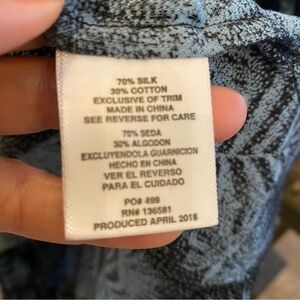 70% SILK
30% COTTON
EXCLUSIVE OF TRIM
MADE IN CHINA
SEE REVERSE FOR CARE
70% SEDA
30% ALGODON
EXCLUYENDOLA GUARNICION
HECHO EN CHINA
VER EL REVERSO
PARA EL CUIDADO
PO# 499
RN# 136581
PRODUCED APRIL 2018